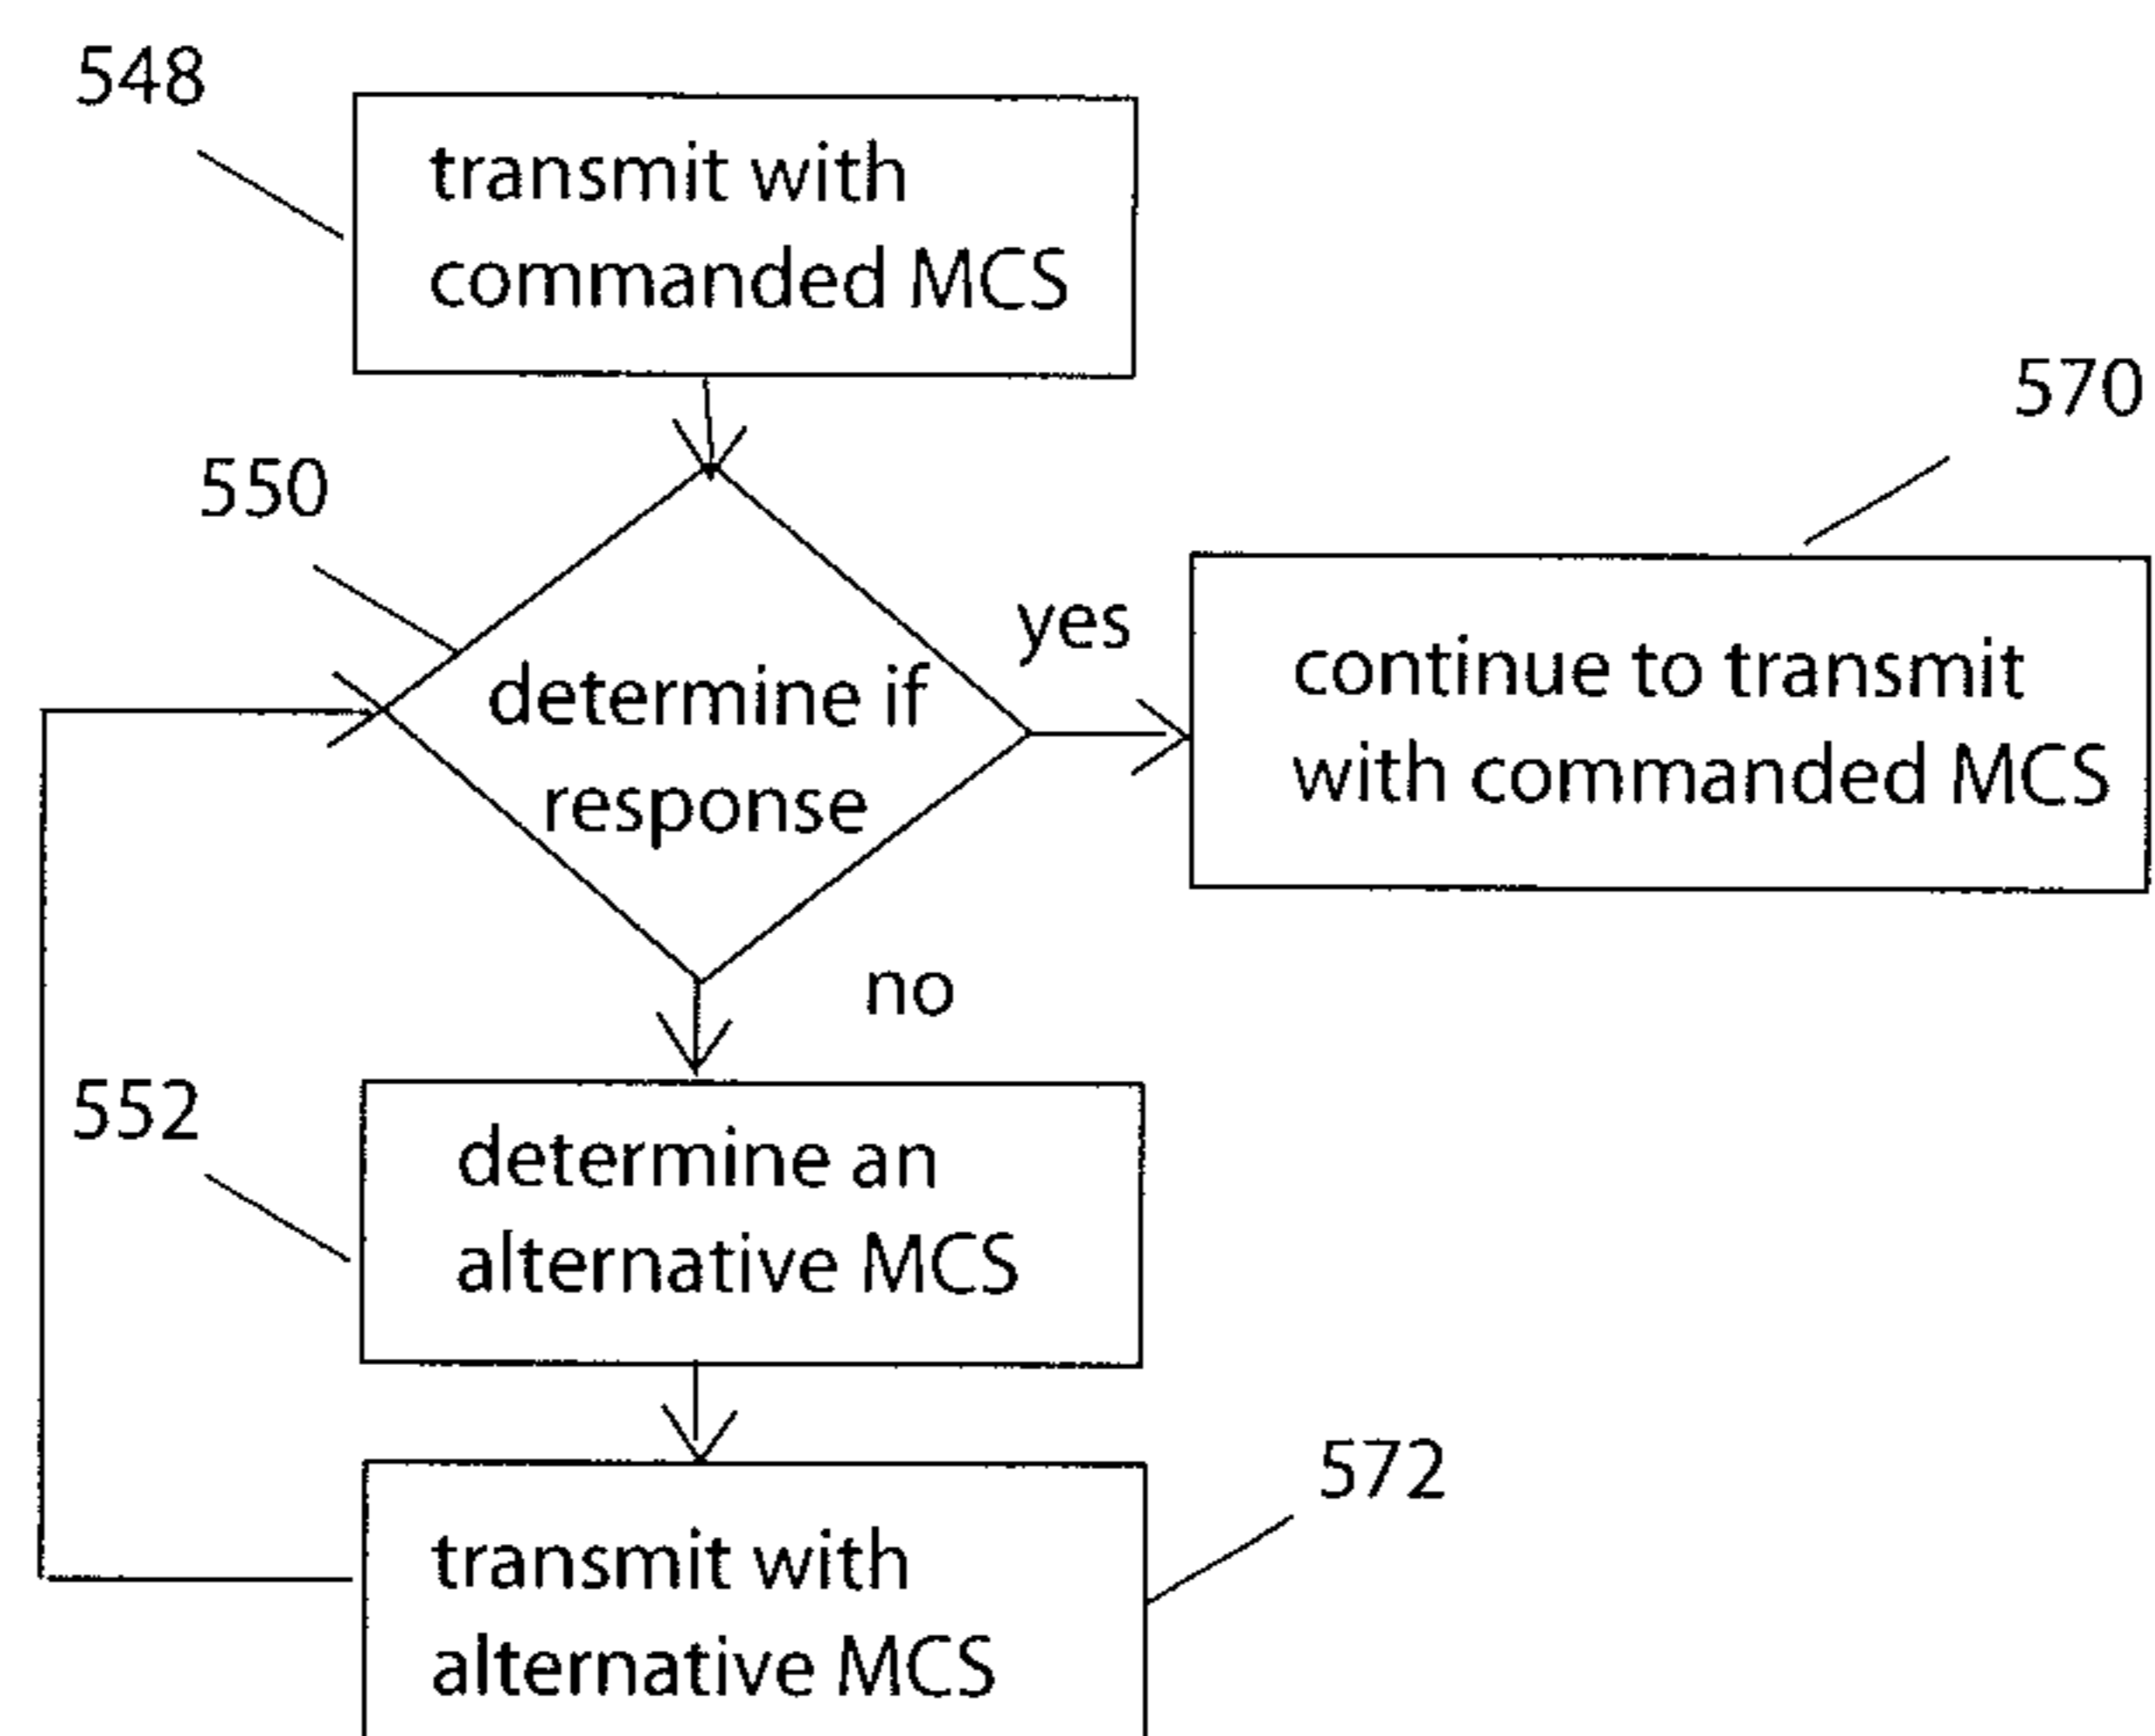 548
transmit with
commanded MCS
570
550
yes
determine if
response
continue to transmit
with commanded MCS
no
552
determine an
alternative MCS
572
transmit with
alternative MCS